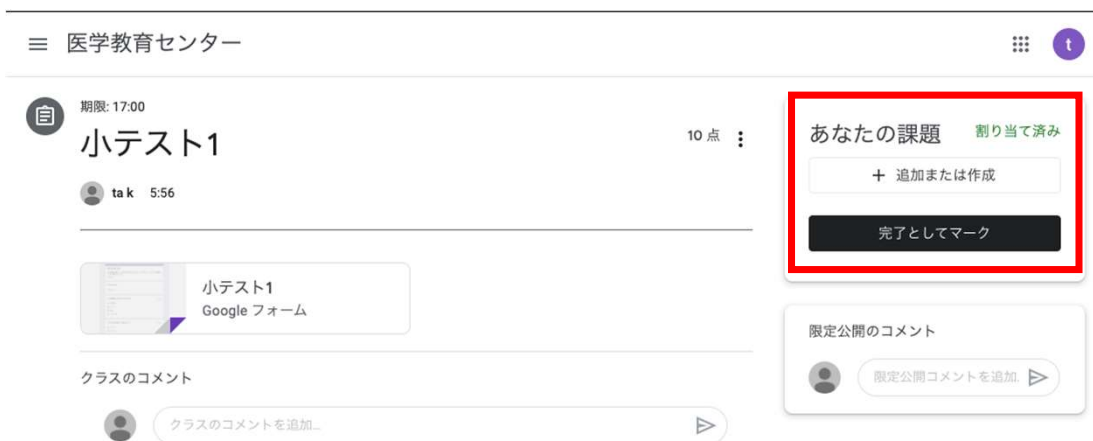 医学教育センター
t
期限: 17:00
小テスト1
10 点
ta k 5:56
小テスト1
Google フォーム
クラスのコメント
クラスのコメントを追加...
あなたの課題 割り当て済み
+ 追加または作成
完了としてマーク
限定公開のコメント
限定公開コメントを追加.